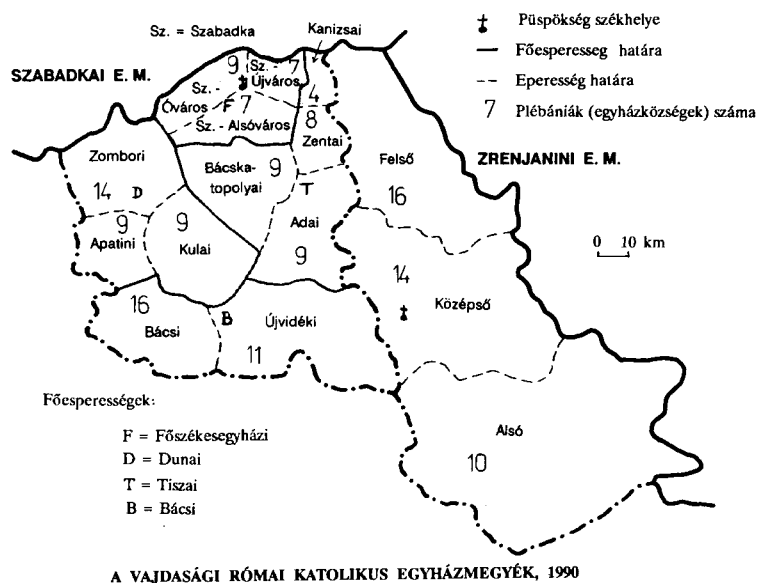 Sz. = Szabadka
Kanizsai
Püspökség székhelye
Főesperesseg határa
Eperesség határa
7 Plébániák (egyházközségek) száma
SZABADKAI E. M.
9
Sz. -
Óváros
Sz. - 7
Újváros
4
F 7
Sz. - Alsóváros
8
Zentai
Zombori
14 D
Bácska-
topolyai
9
T
Felső
16
ZRENJANINI E. M.
9
Apatini
9
Kulai
Adai
9
0 10 km
14
Középső
16
Bácsi
B
Újvidéki
11
Alsó
10
Főesperességek:
F = Főszékesegyházi
D = Dunai
T = Tiszai
B = Bácsi
A VAJDASÁGI RÓMAI KATOLIKUS EGYHÁZMEGYÉK, 1990